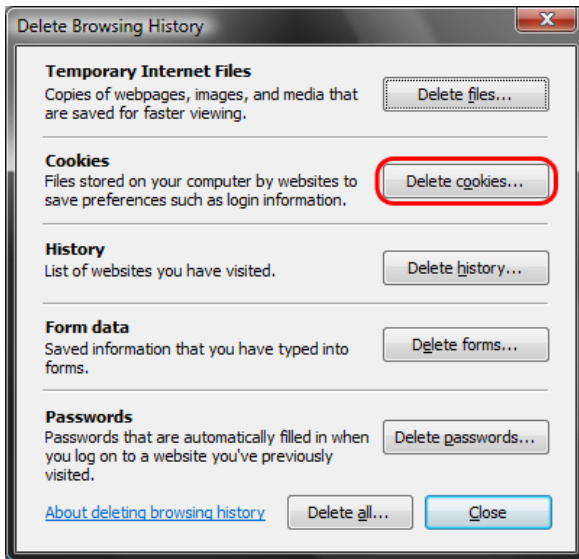 Delete Browsing History
Temporary Internet Files
Copies of webpages, images, and media that
are saved for faster viewing.
Delete files...
Cookies
Files stored on your computer by websites to
save preferences such as login information.
Delete cookies...
History
List of websites you have visited.
Delete history...
Form data
Saved information that you have typed into
forms.
Delete forms...
Passwords
Passwords that are automatically filled in when
you log on to a website you've previously
visited.
Delete passwords...
About deleting browsing history
Delete all...
Close